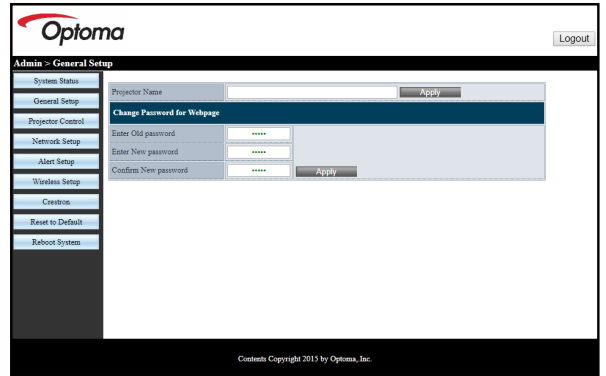 Optoma
Logout
Admin > General Setup
System Status
General Setup
Projector Control
Network Setup
Alert Setup
Wireless Setup
Crestron
Reset to Default
Reboot System
Projector Name
Apply
Change Password for Webpage
Enter Old password •••••
Enter New password •••••
Confirm New password ••••• Apply
Contents Copyright 2015 by Optoma, Inc.